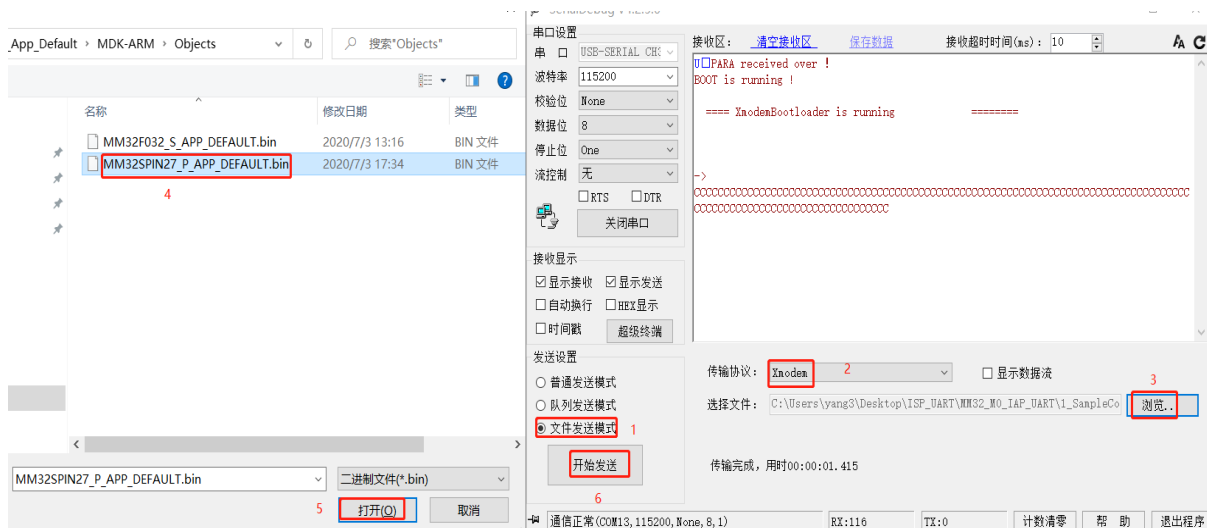 _App_Default › MDK-ARM › Objects
搜索"Objects"
名称
修改日期
类型
MM32F032_S_APP_DEFAULT.bin
2020/7/3 13:16
BIN 文件
MM32SPIN27_P_APP_DEFAULT.bin
2020/7/3 17:34
BIN 文件
4
MM32SPIN27_P_APP_DEFAULT.bin
二进制文件(*.bin)
5
打开(O)
取消
串口设置
串 口 USB-SERIAL CH3
波特率 115200
校验位 None
数据位 8
停止位 One
流控制 无
RTS DTR
关闭串口
接收显示
显示接收 显示发送
自动换行 HEX显示
时间戳 超级终端
发送设置
普通发送模式
队列发送模式
文件发送模式 1
开始发送
6
接收区： 清空接收区 保存数据 接收超时时间(ms)： 10
PARA received over !
BOOT is running !
==== XmodemBootloader is running ========
->
传输协议： Xmodem 2 显示数据流
3
选择文件： C:\Users\yang3\Desktop\ISP_UART\MM32_M0_IAP_UART\1_SampleCo 浏览..
传输完成，用时00:00:01.415
通信正常(COM13,115200,None,8,1) RX:116 TX:0 计数清零 帮 助 退出程序